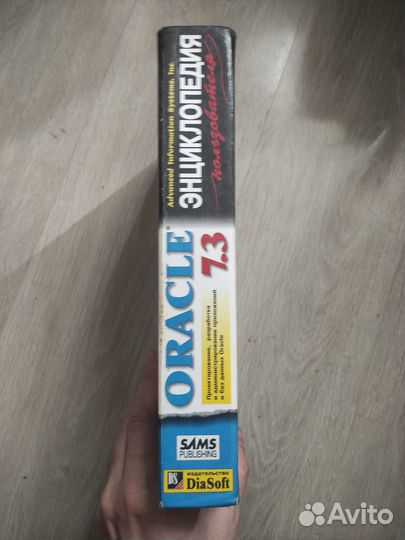 Advanced Information Systems, Inc.
ЭНЦИКЛОПЕДИЯ
пользователя
ORACLE®
7.3
Проектирование, разработка
и администрирование приложений
и баз данных Oracle
SAMS
PUBLISHING
DS
издательство
DiaSoft
Avito